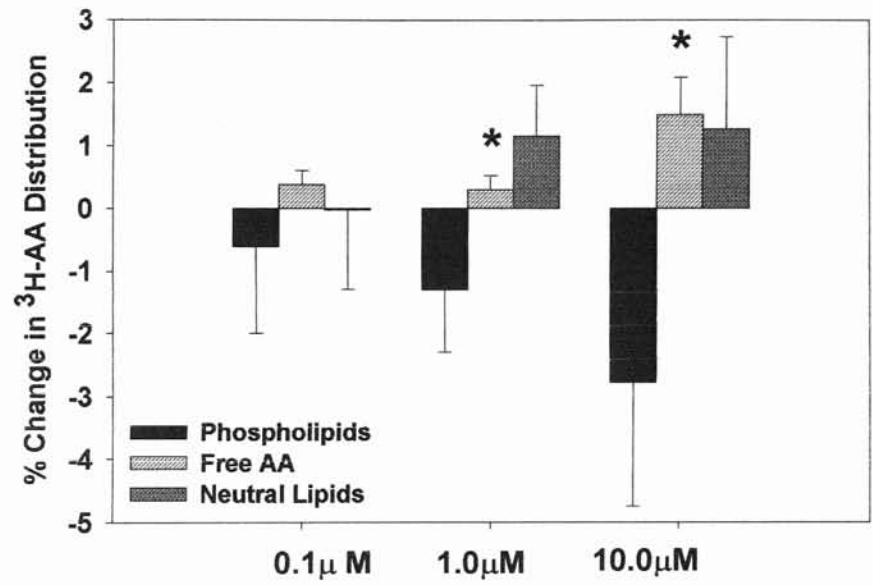 % Change in ³H-AA Distribution
3
2
1
0
-1
-2
-3
-4
-5
*
*
Phospholipids
Free AA
Neutral Lipids
0.1μ M
1.0μM
10.0μM